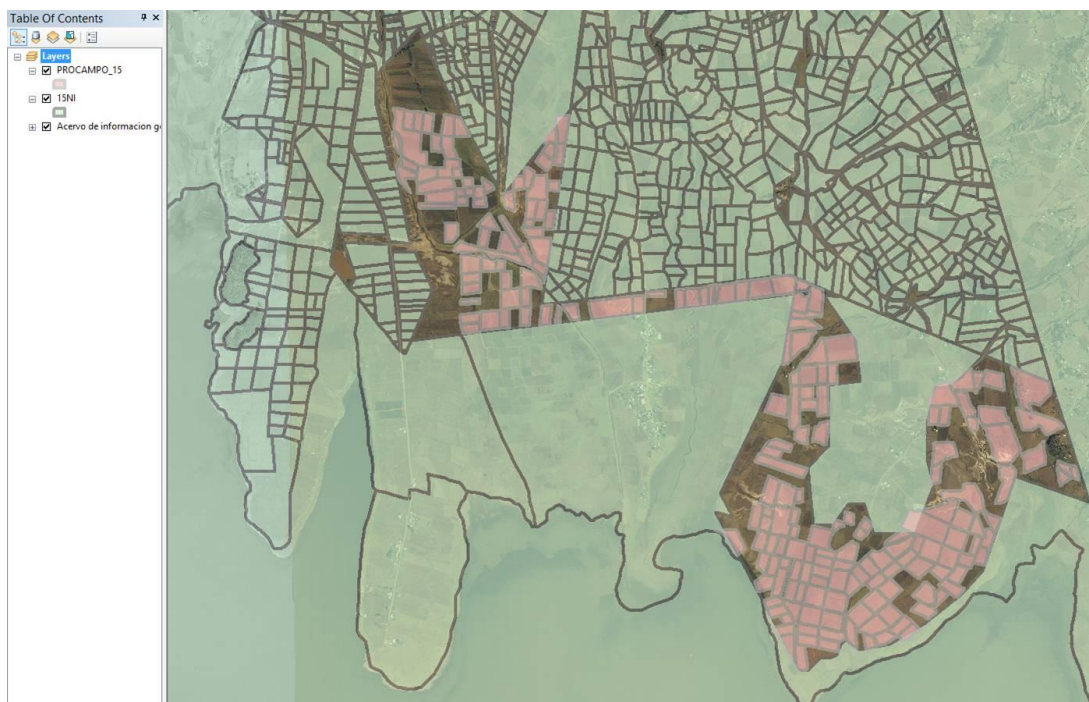 Table Of Contents
Layers
PROCAMPO_15
15NI
Acervo de informacion g